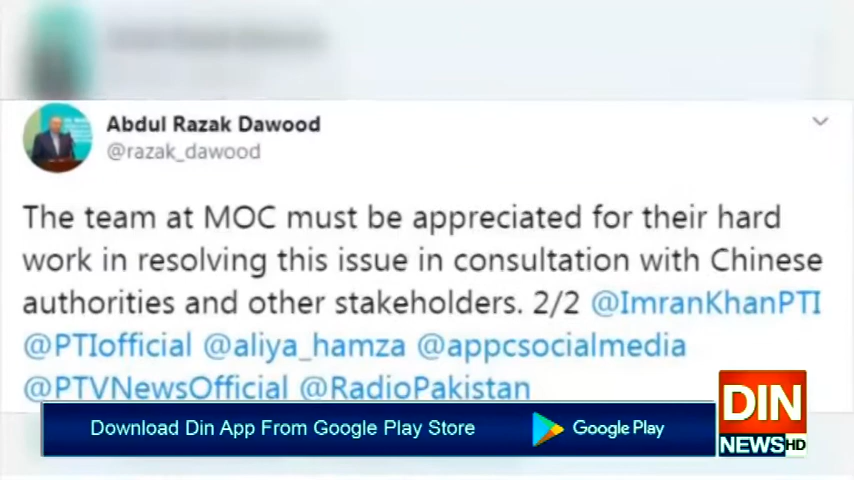 Abdul Razak Dawood
@razak_dawood
The team at MOC must be appreciated for their hard
work in resolving this issue in consultation with Chinese
authorities and other stakeholders. 2/2 @ImranKhanPTI
@PTIofficial @aliya_hamza @appcsocialmedia
@PTVNewsOfficial @RadioPakistan
Download Din App From Google Play Store
Google Play
DIN
NEWS HD